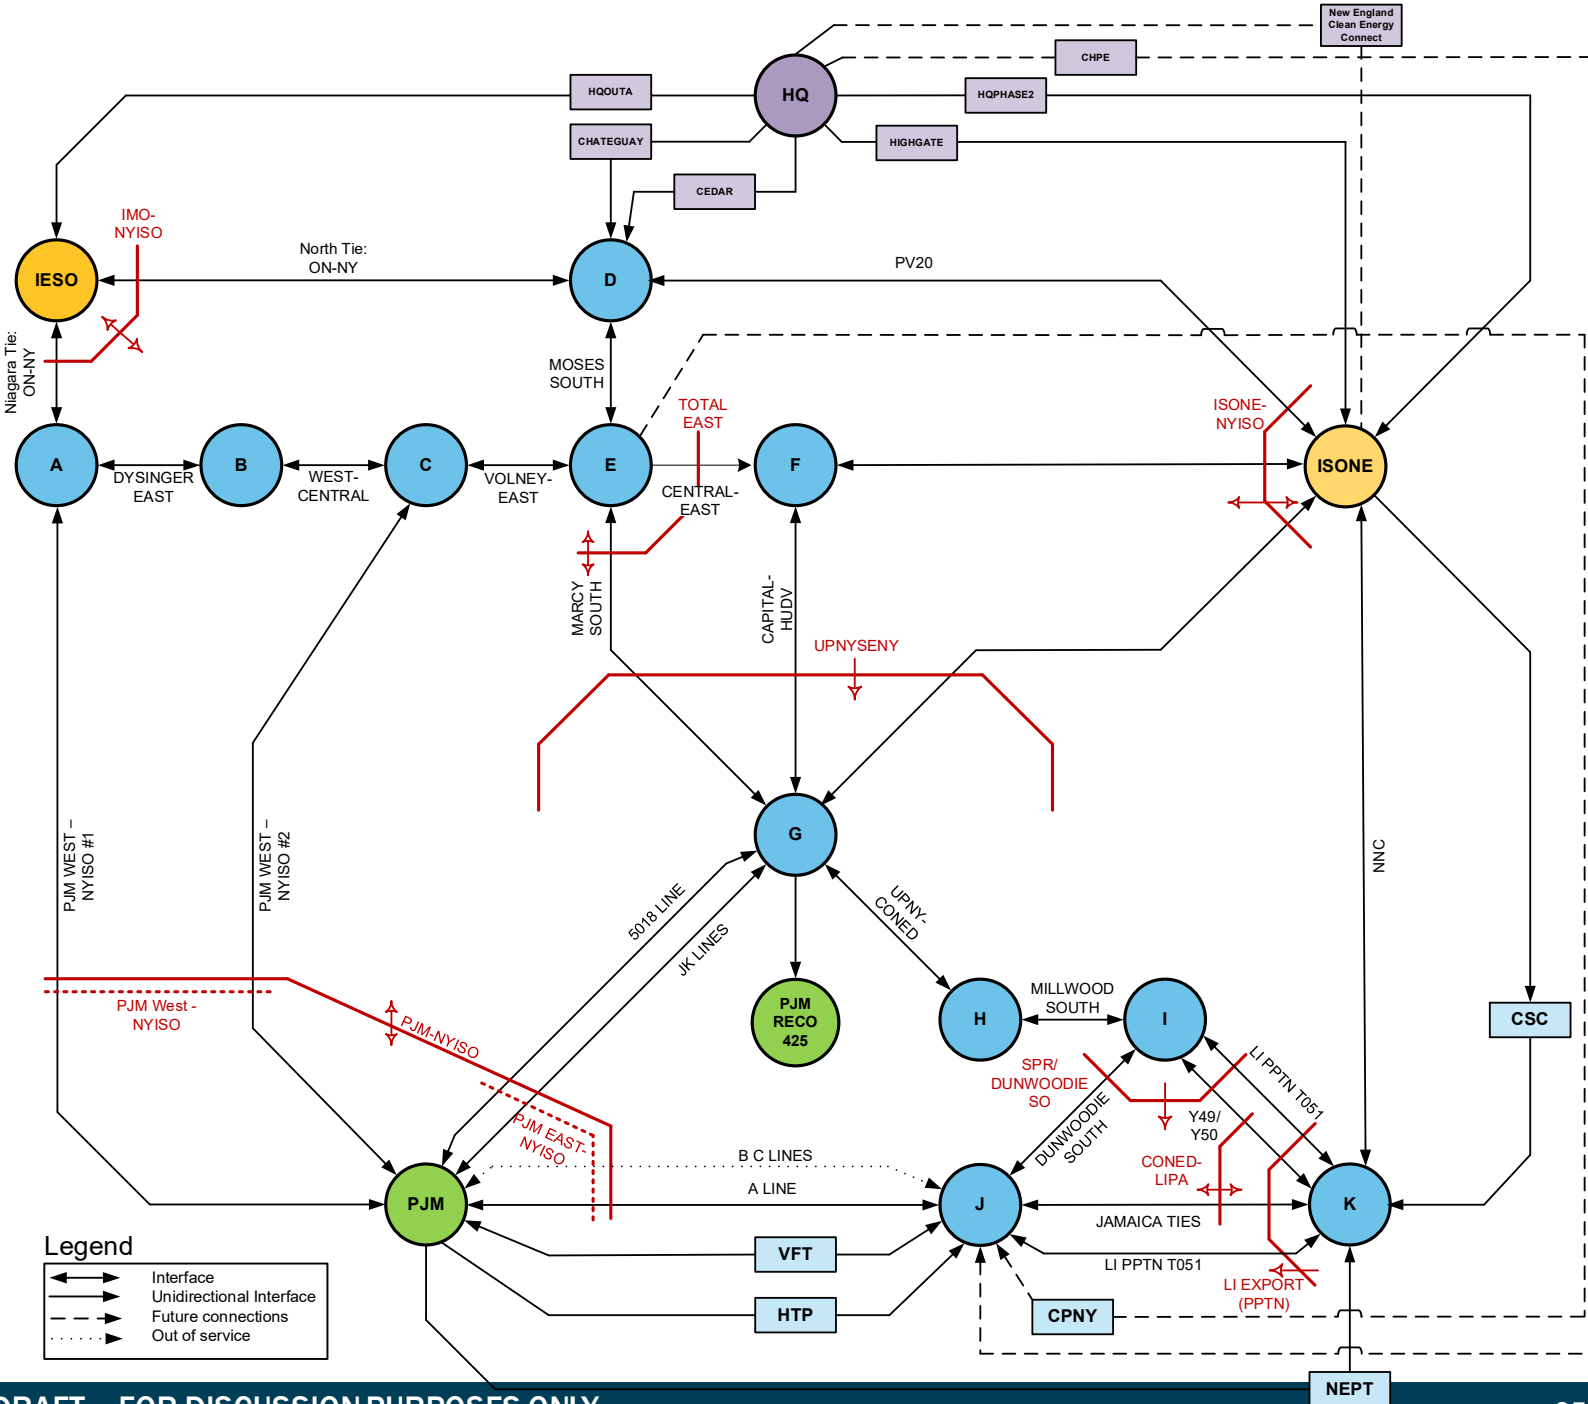 New England
Clean Energy
Connect
CHPE
HQOUTA
HQ
HQPHASE2
CHATEGUAY
HIGHGATE
CEDAR
IMO-
NYISO
North Tie:
ON-NY
PV20
IESO
D
Niagara Tie:
ON-NY
MOSES
SOUTH
TOTAL
EAST
ISONE-
NYISO
A
B
C
E
F
ISONE
DYSINGER
EAST
WEST-
CENTRAL
VOLNEY-
EAST
CENTRAL-
EAST
MARCY
SOUTH
CAPITAL-
HUDV
UPNYSENY
PJM WEST –
NYISO #1
PJM WEST –
NYISO #2
G
NNC
5018 LINE
JK LINES
UPNY-
CONED
PJM West -
NYISO
PJM-NYISO
PJM
RECO
425
H
MILLWOOD
SOUTH
I
CSC
SPR/
DUNWOODIE
SO
LI PPTN T051
DUNWOODIE
SOUTH
Y49/
Y50
PJM EAST-
NYISO
B C LINES
CONED-
LIPA
A LINE
PJM
J
K
JAMAICA TIES
VFT
LI PPTN T051
LI EXPORT
(PPTN)
HTP
CPNY
Legend
Interface
Unidirectional Interface
Future connections
Out of service
NEPT